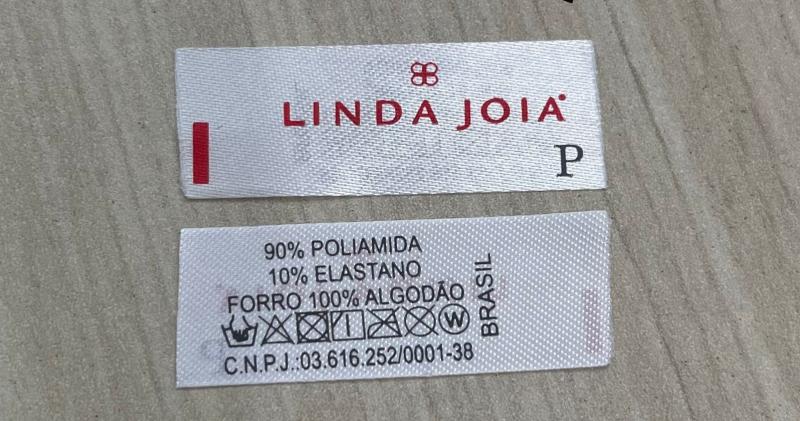 LINDA JOIA
P
90% POLIAMIDA
10% ELASTANO
FORRO 100% ALGODÃO
W
BRASIL
C.N.P.J.:03.616.252/0001-38